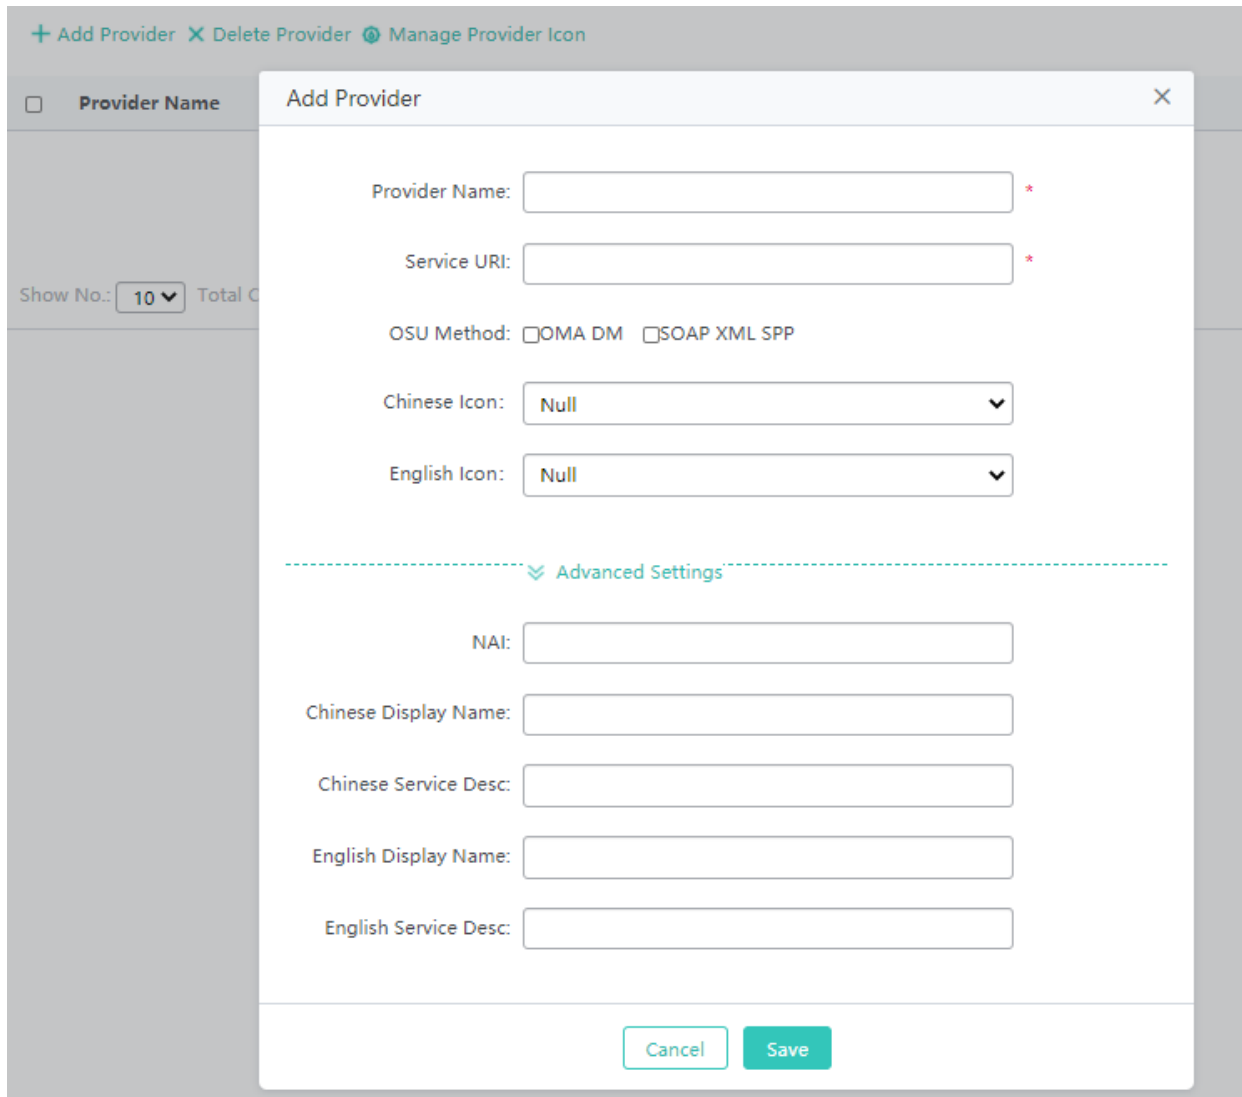 Add Provider Delete Provider Manage Provider Icon
Provider Name
Add Provider
Provider Name: *
Service URI: *
Show No.: 10 Total
OSU Method: OMA DM SOAP XML SPP
Chinese Icon: Null
English Icon: Null
Advanced Settings
NAI:
Chinese Display Name:
Chinese Service Desc:
English Display Name:
English Service Desc:
Cancel Save